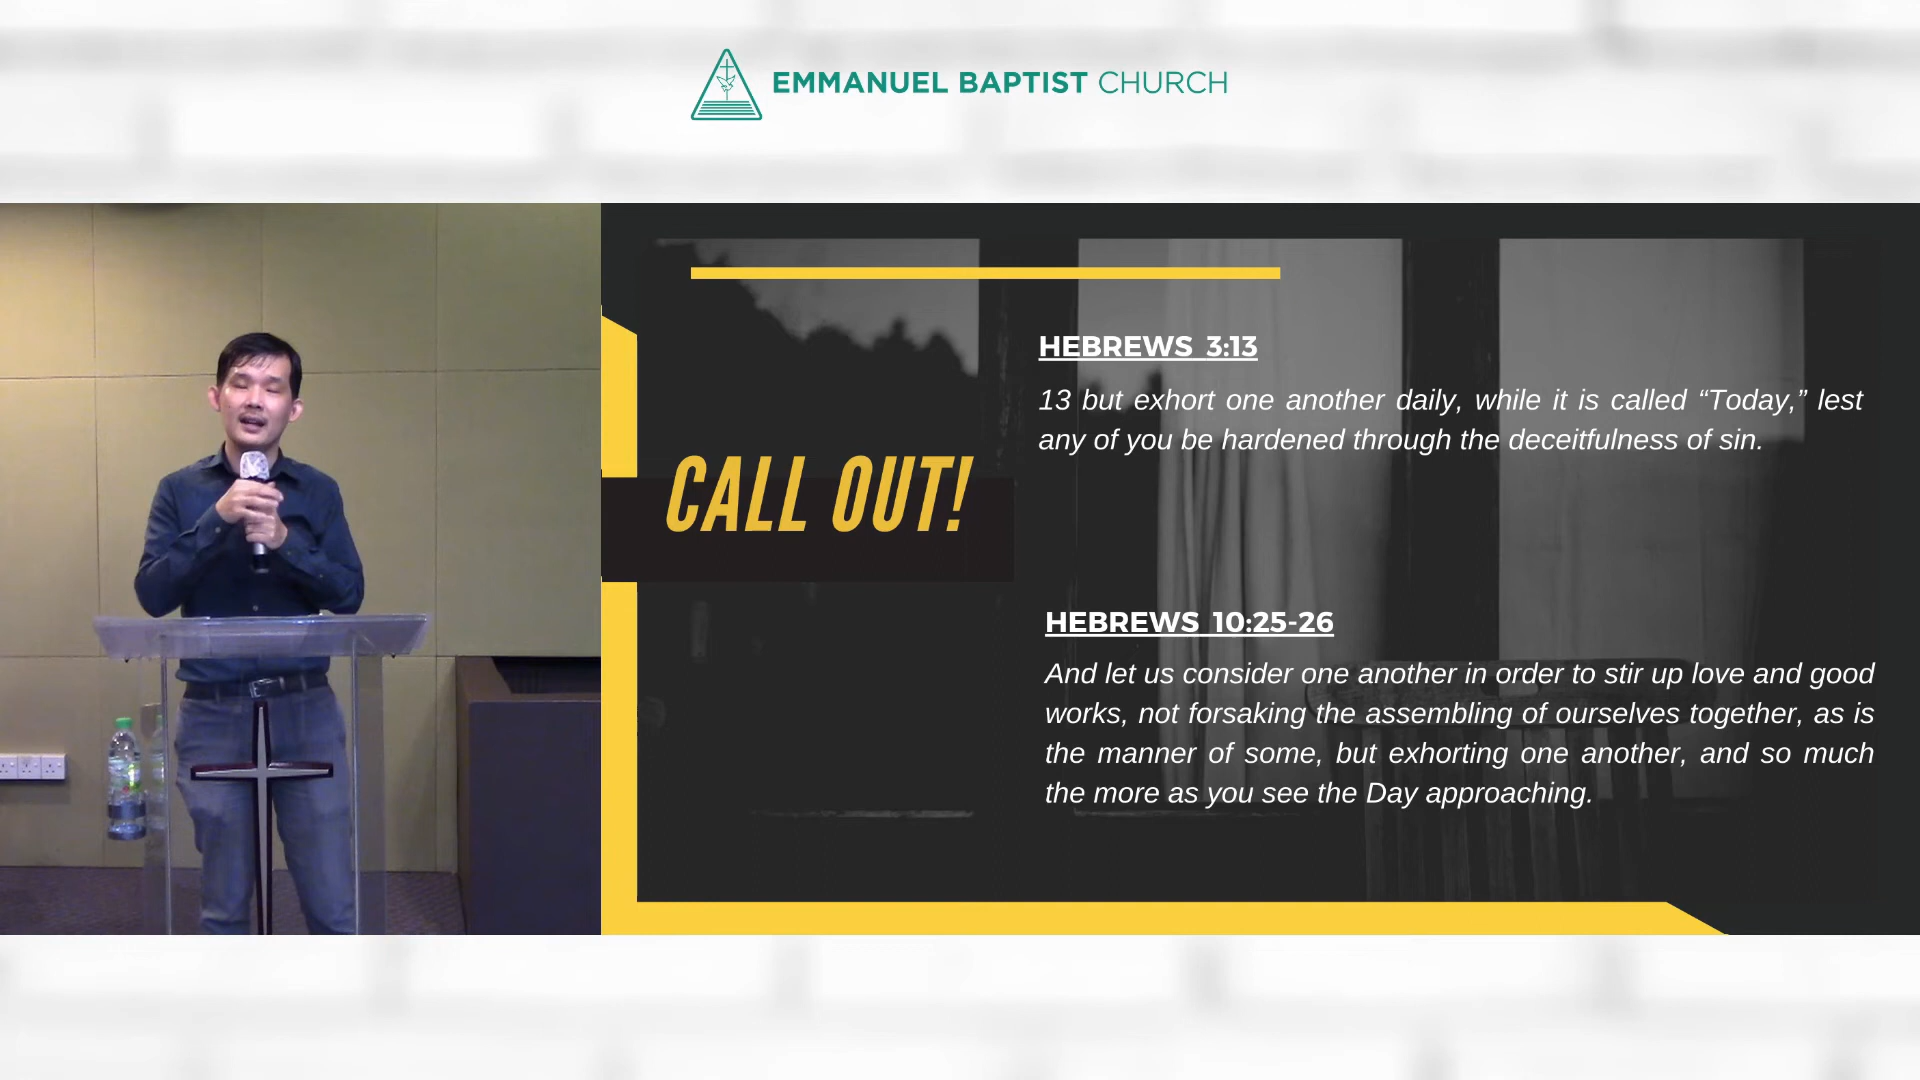 EMMANUEL BAPTIST CHURCH
CALL OUT!
HEBREWS 3:13
13 but exhort one another daily, while it is called “Today,” lest
any of you be hardened through the deceitfulness of sin.
HEBREWS 10:25-26
And let us consider one another in order to stir up love and good
works, not forsaking the assembling of ourselves together, as is
the manner of some, but exhorting one another, and so much
the more as you see the Day approaching.